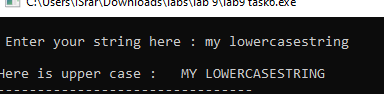 C:\Users\ISrar\Downloads\labs\lab 9\lab9 task6.exe
Enter your string here : my lowercasestring
Here is upper case :   MY LOWERCASESTRING
--------------------------------